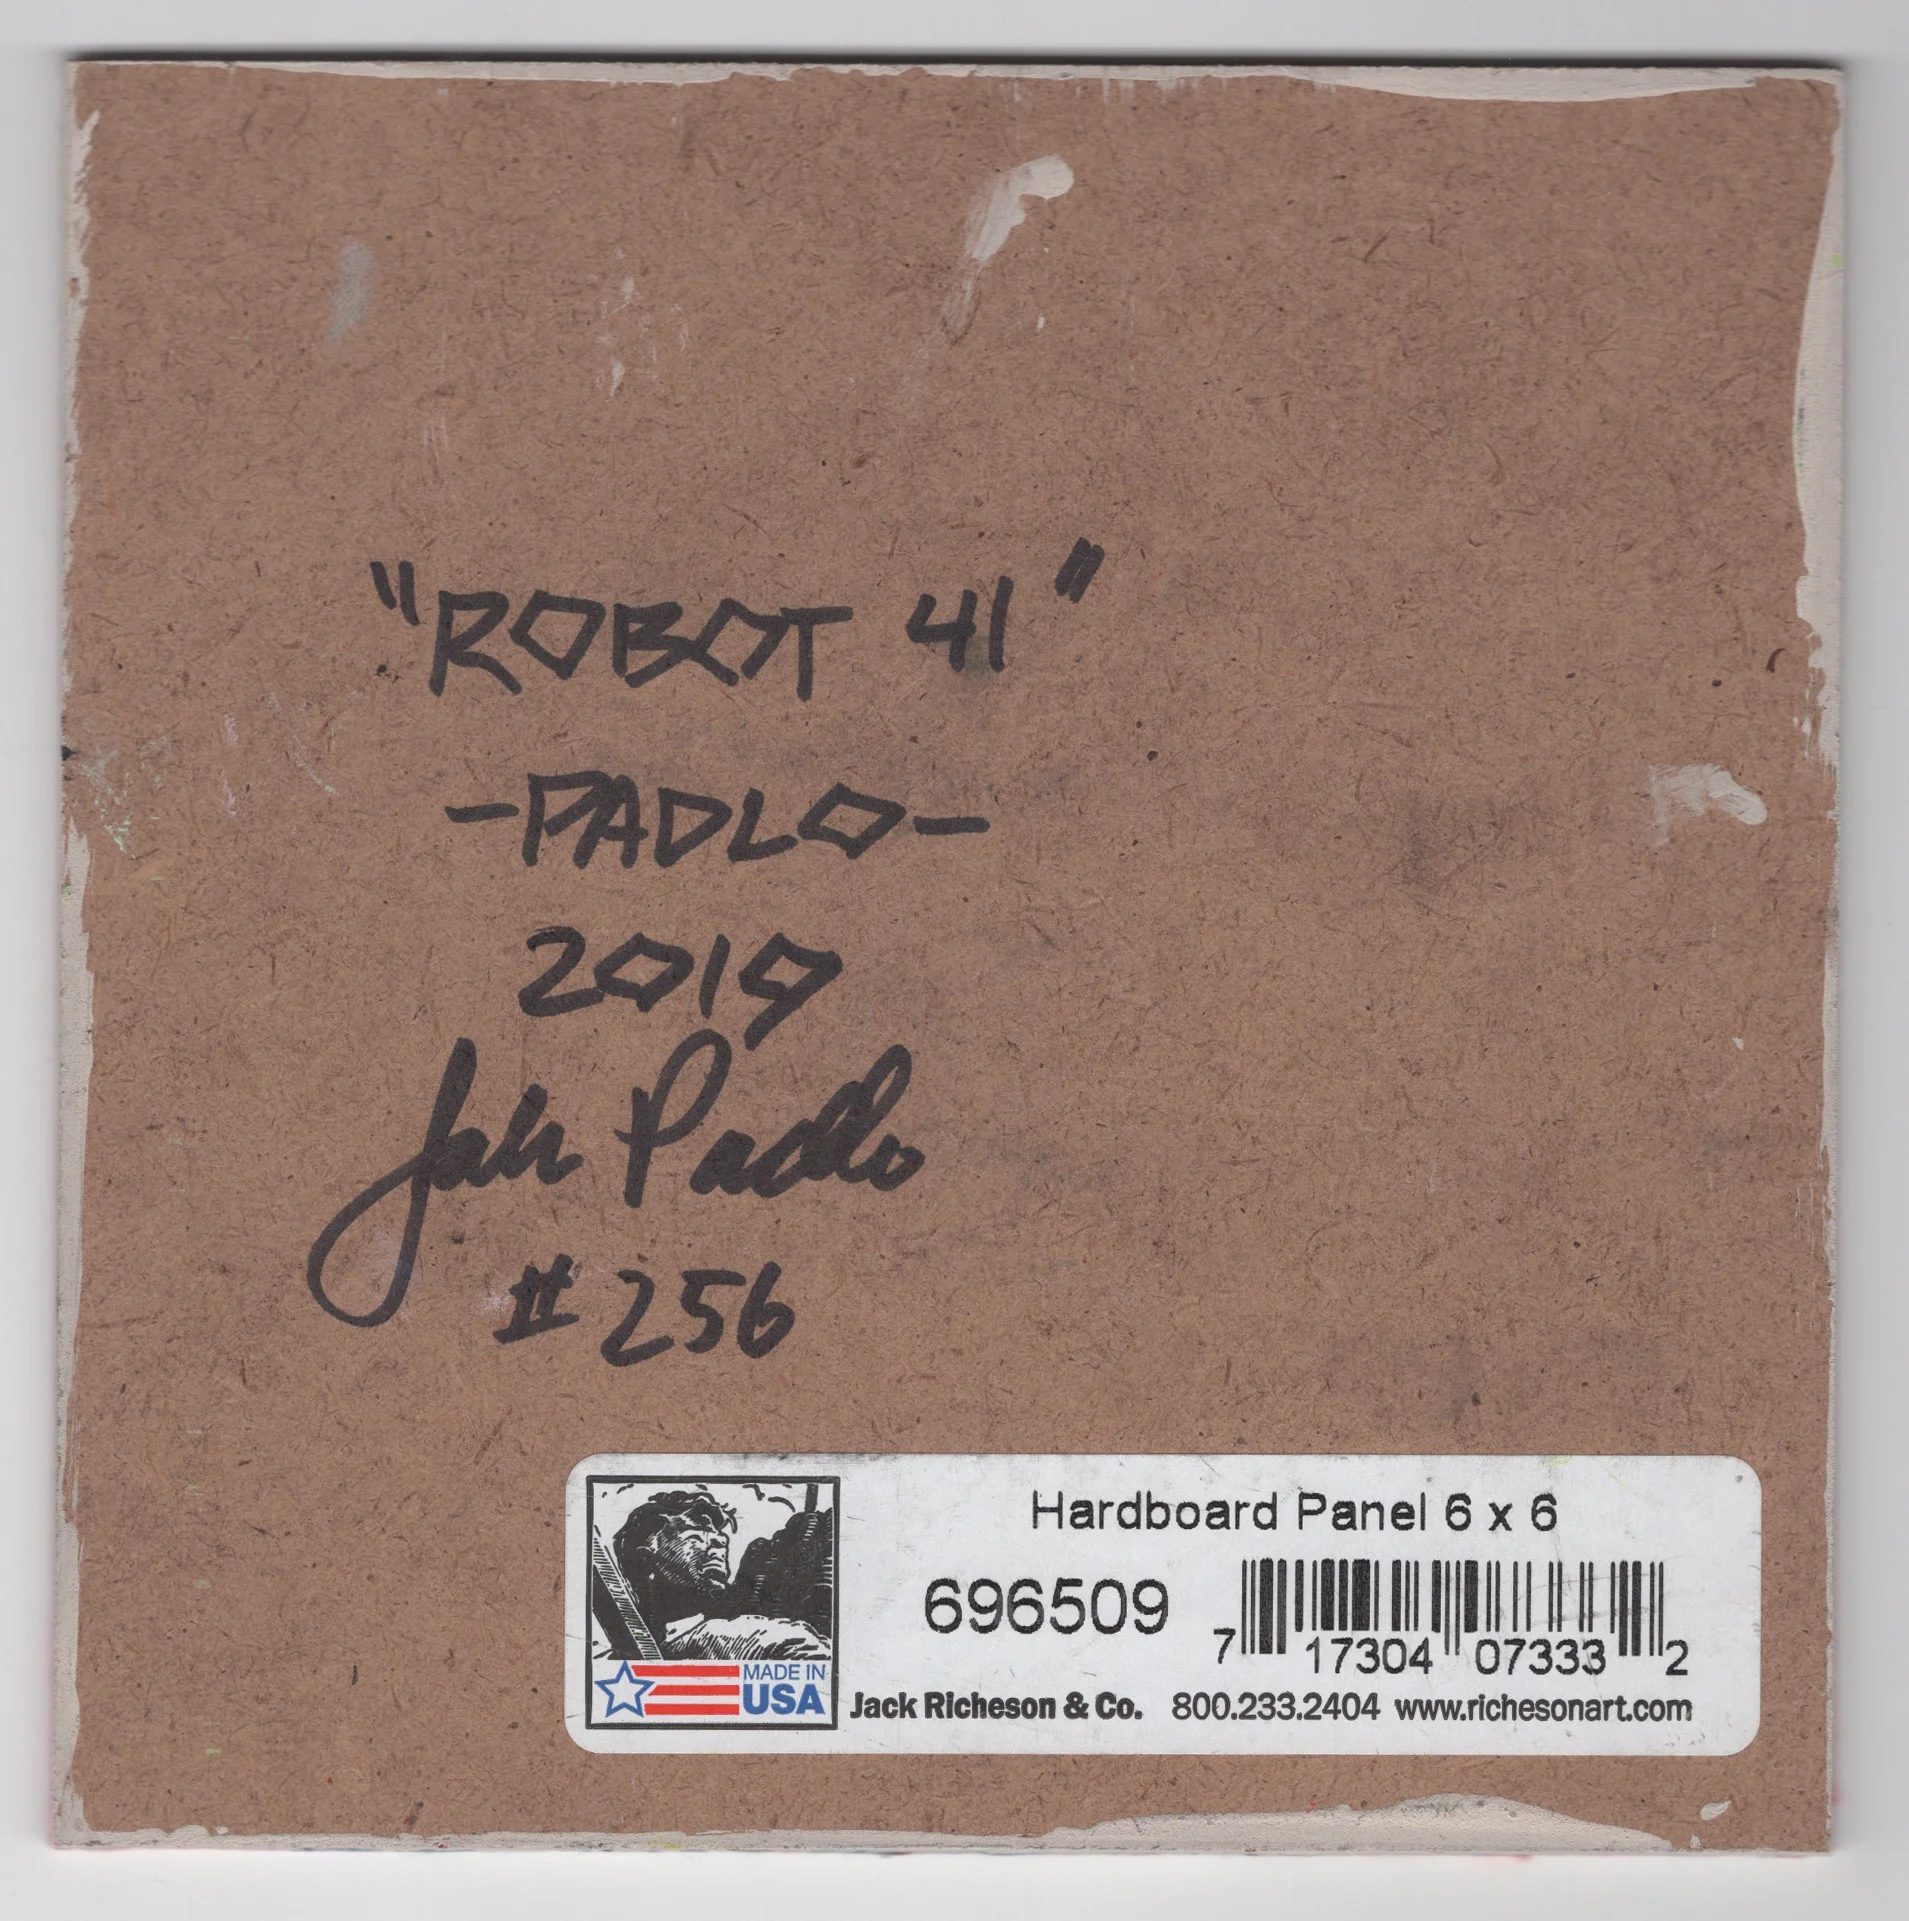 "ROBOT 41"
-PADLO-
2019
Padlo
#256
Hardboard Panel 6 x 6
696509
7 17304 07333 2
MADE IN
USA
Jack Richeson & Co. 800.233.2404 www.richesonart.com